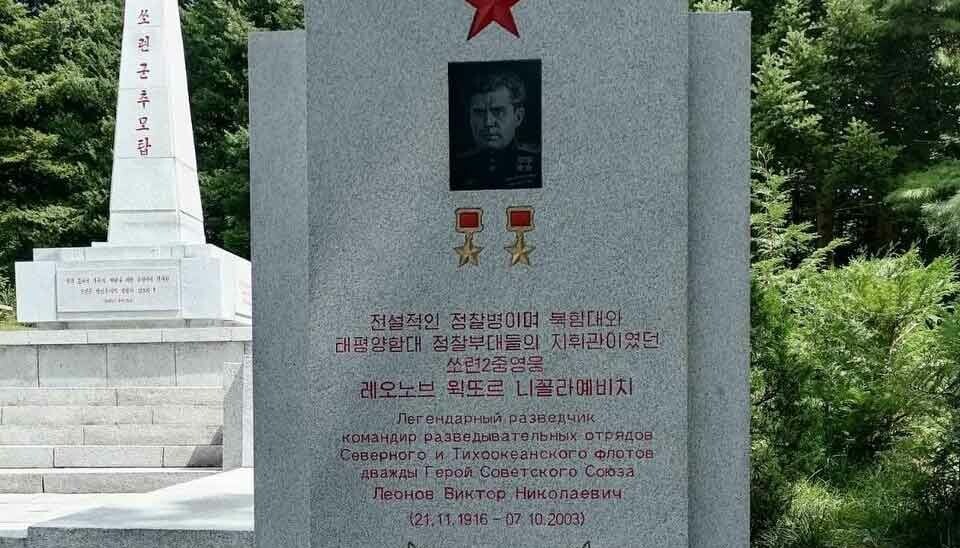 쏘련군추모탑
전설적인 정찰병이며 북함대와
태평양함대 정찰부대들의 지휘관이였던
쏘련2중영웅
레오노브 윅또르 니꼴라예비치
Легендарный разведчик
командир разведывательных отрядов
Северного и Тихоокеанского флотов
дважды Герой Советского Союза
Леонов Виктор Николаевич
(21.11.1916 – 07.10.2003)